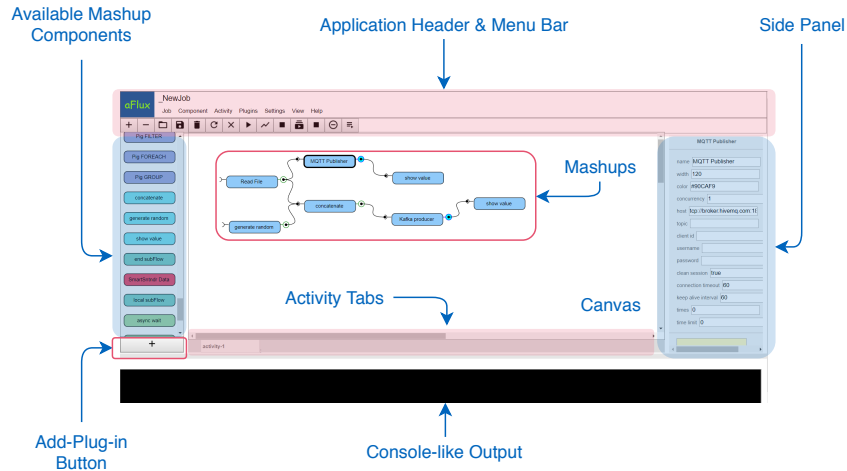 Available Mashup
Components
Application Header & Menu Bar
Side Panel
aFlux
_NewJob
Job Component Activity Plugins Settings View Help
Pig FILTER
Pig FOREACH
Pig GROUP
concatenate
generate random
show value
end subFlow
SmartSantat Data
local subFlow
async wait
+
Read File
MQTT Publisher
show value
concatenate
generate random
Kafka producer
show value
Mashups
Activity Tabs
Canvas
activity-1
MQTT Publisher
name MQTT Publisher
width 120
color #90CAF9
concurrency 1
host tcp://broker.hivemq.com:1
topic
client id
username
password
clean session true
connection timeout 60
keep alive interval 60
times 0
time limit 0
Add-Plug-in
Button
Console-like Output